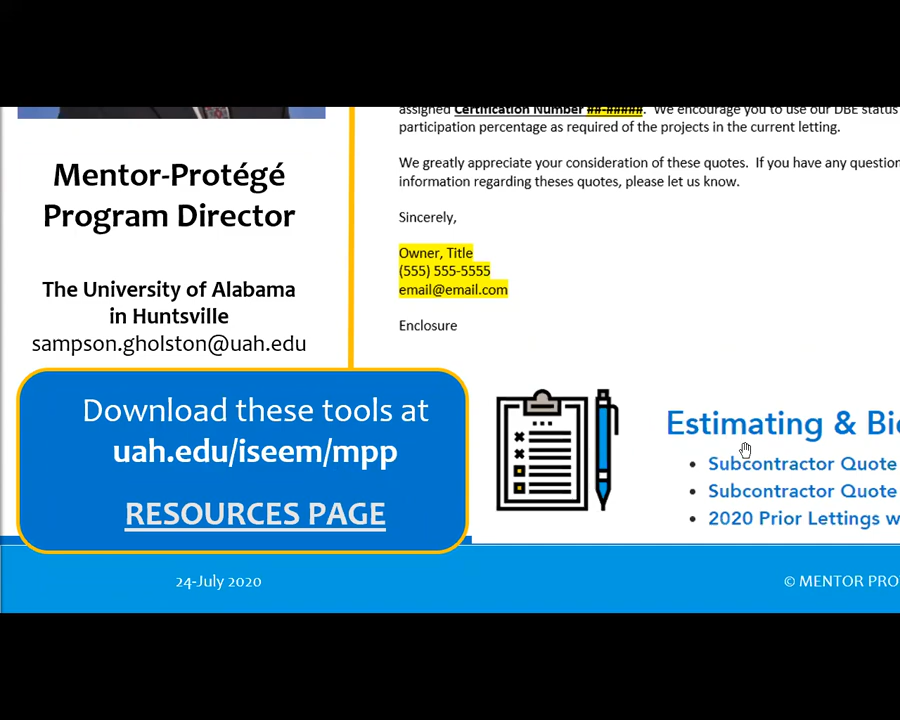 Mentor-Protégé
Program Director
The University of Alabama
in Huntsville
sampson.gholston@uah.edu
Download these tools at
uah.edu/iseem/mpp
RESOURCES PAGE
assigned Certification Number ##-#####. We encourage you to use our DBE status
participation percentage as required of the projects in the current letting.
We greatly appreciate your consideration of these quotes. If you have any question
information regarding theses quotes, please let us know.
Sincerely,
Owner, Title
(555) 555-5555
email@email.com
Enclosure
Estimating & Bi
Subcontractor Quote
Subcontractor Quote
2020 Prior Lettings w
24-July 2020
© MENTOR PRO